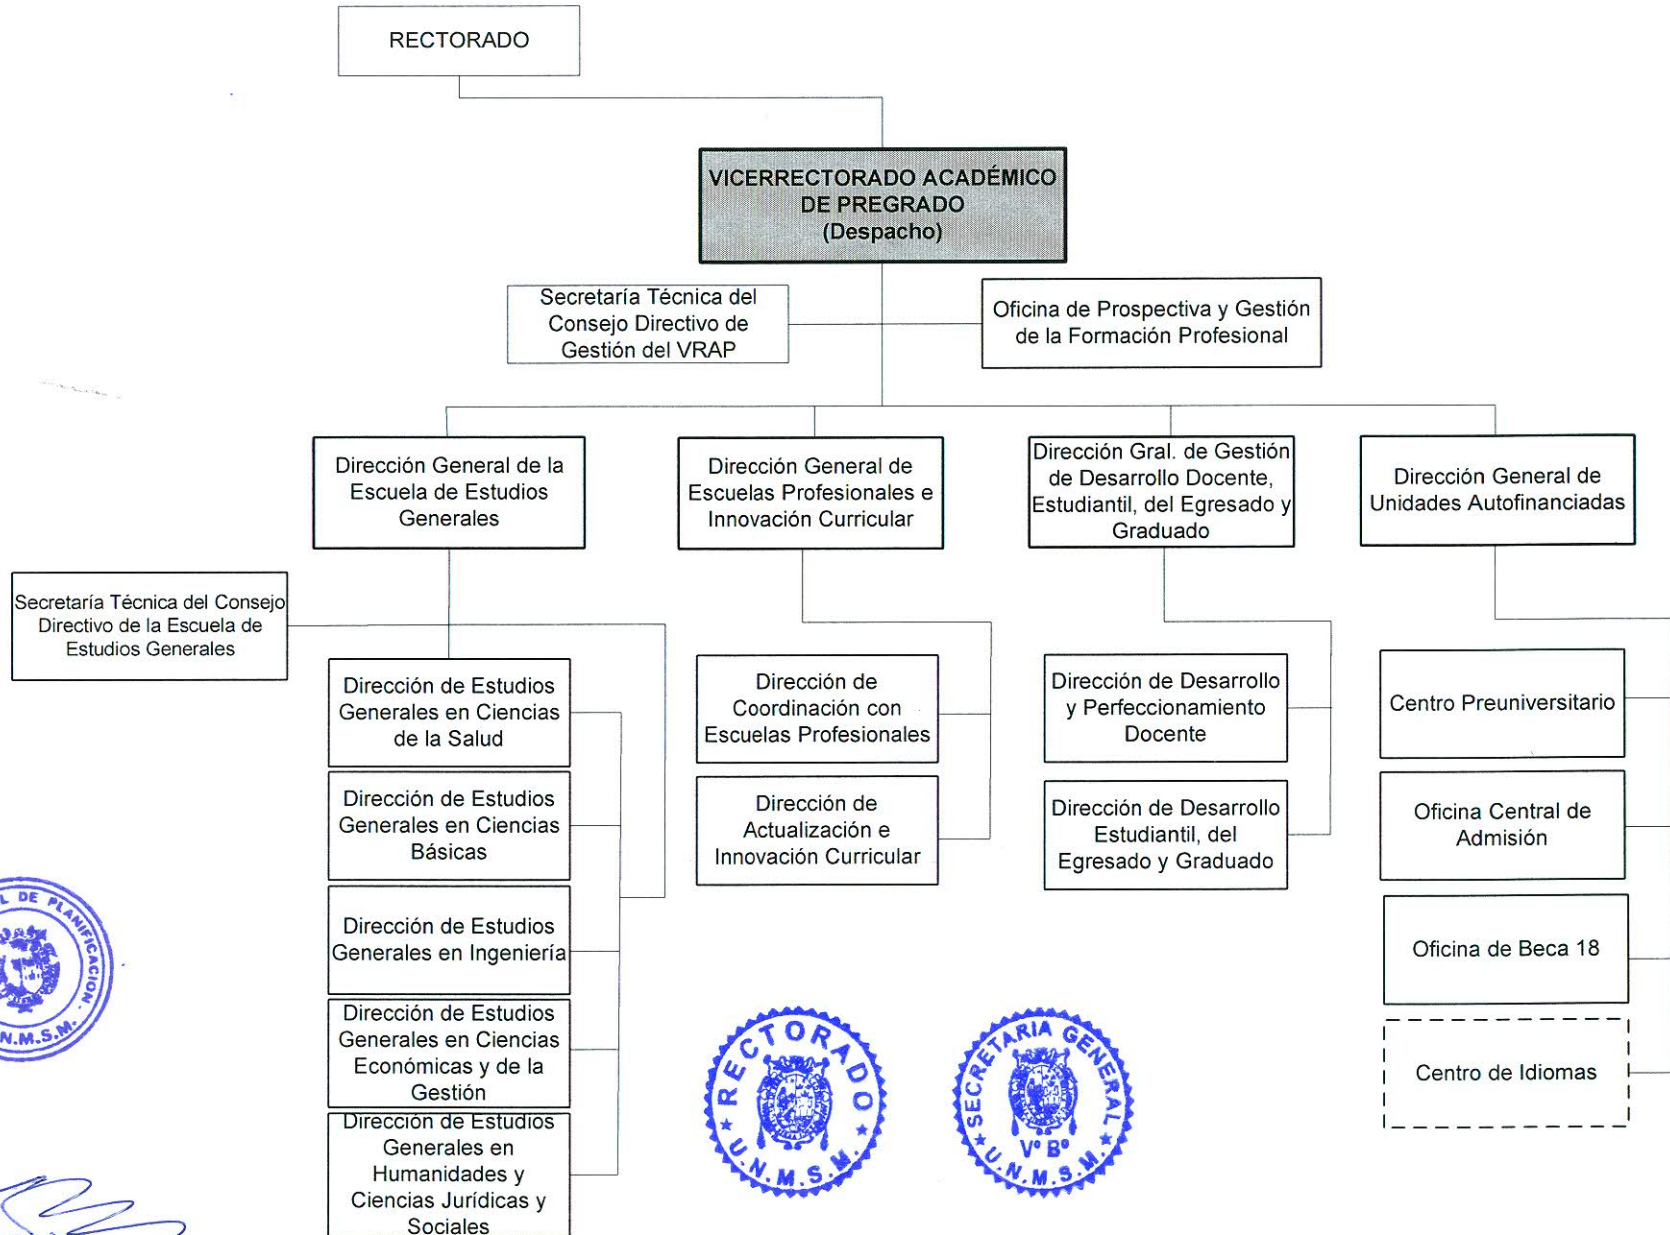 RECTORADO
VICERRECTORADO ACADÉMICO
DE PREGRADO
(Despacho)
Secretaría Técnica del
Consejo Directivo de
Gestión del VRAP
Oficina de Prospectiva y Gestión
de la Formación Profesional
Dirección General de la
Escuela de Estudios
Generales
Dirección General de
Escuelas Profesionales e
Innovación Curricular
Dirección Gral. de Gestión
de Desarrollo Docente,
Estudiantil, del Egresado y
Graduado
Dirección General de
Unidades Autofinanciadas
Secretaría Técnica del Consejo
Directivo de la Escuela de
Estudios Generales
Dirección de Estudios
Generales en Ciencias
de la Salud
Dirección de Estudios
Generales en Ciencias
Básicas
Dirección de Estudios
Generales en Ingeniería
Dirección de Estudios
Generales en Ciencias
Económicas y de la
Gestión
Dirección de Estudios
Generales en
Humanidades y
Ciencias Jurídicas y
Sociales
Dirección de
Coordinación con
Escuelas Profesionales
Dirección de
Actualización e
Innovación Curricular
Dirección de Desarrollo
y Perfeccionamiento
Docente
Dirección de Desarrollo
Estudiantil, del
Egresado y Graduado
Centro Preuniversitario
Oficina Central de
Admisión
Oficina de Beca 18
Centro de Idiomas
L DE PLANIFICACION
N.M.S.M.
RECTORADO
U.N.M.S.M.
SECRETARIA GENERAL
Vº Bº
U.N.M.S.M.